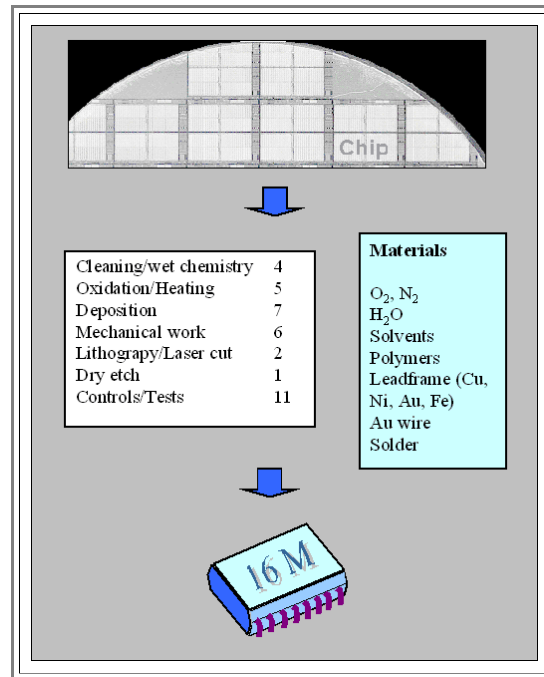 Chip
Cleaning/wet chemistry 4
Oxidation/Heating 5
Deposition 7
Mechanical work 6
Lithograpy/Laser cut 2
Dry etch 1
Controls/Tests 11
Materials
O₂, N₂
H₂O
Solvents
Polymers
Leadframe (Cu,
Ni, Au, Fe)
Au wire
Solder
16M